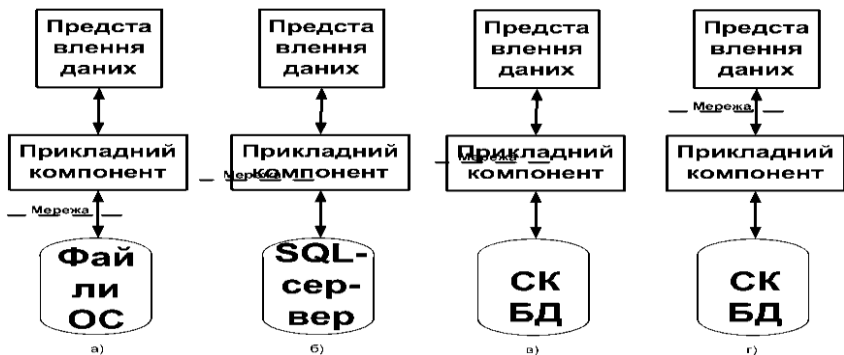 Предста
влення
даних
Прикладний
компонент
Мережа
Фай
ли
ОС
а)
Предста
влення
даних
Прикладний
компонент
Мережа
SQL-
сер-
вер
б)
Предста
влення
даних
Прикладний
компонент
Мережа
СК
БД
в)
Предста
влення
даних
Мережа
Прикладний
компонент
СК
БД
г)